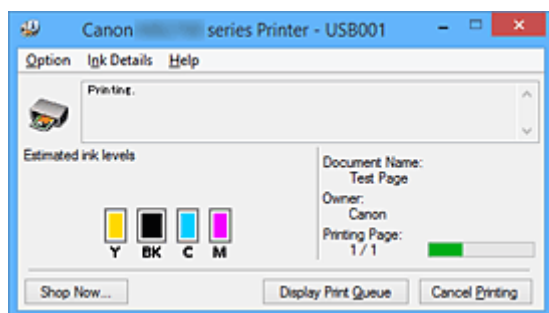 Canon series Printer - USB001
Option Ink Details Help
Printing.
Estimated ink levels
Document Name:
Test Page
Owner:
Canon
Printing Page:
1 / 1
Y BK C M
Shop Now... Display Print Queue Cancel Printing